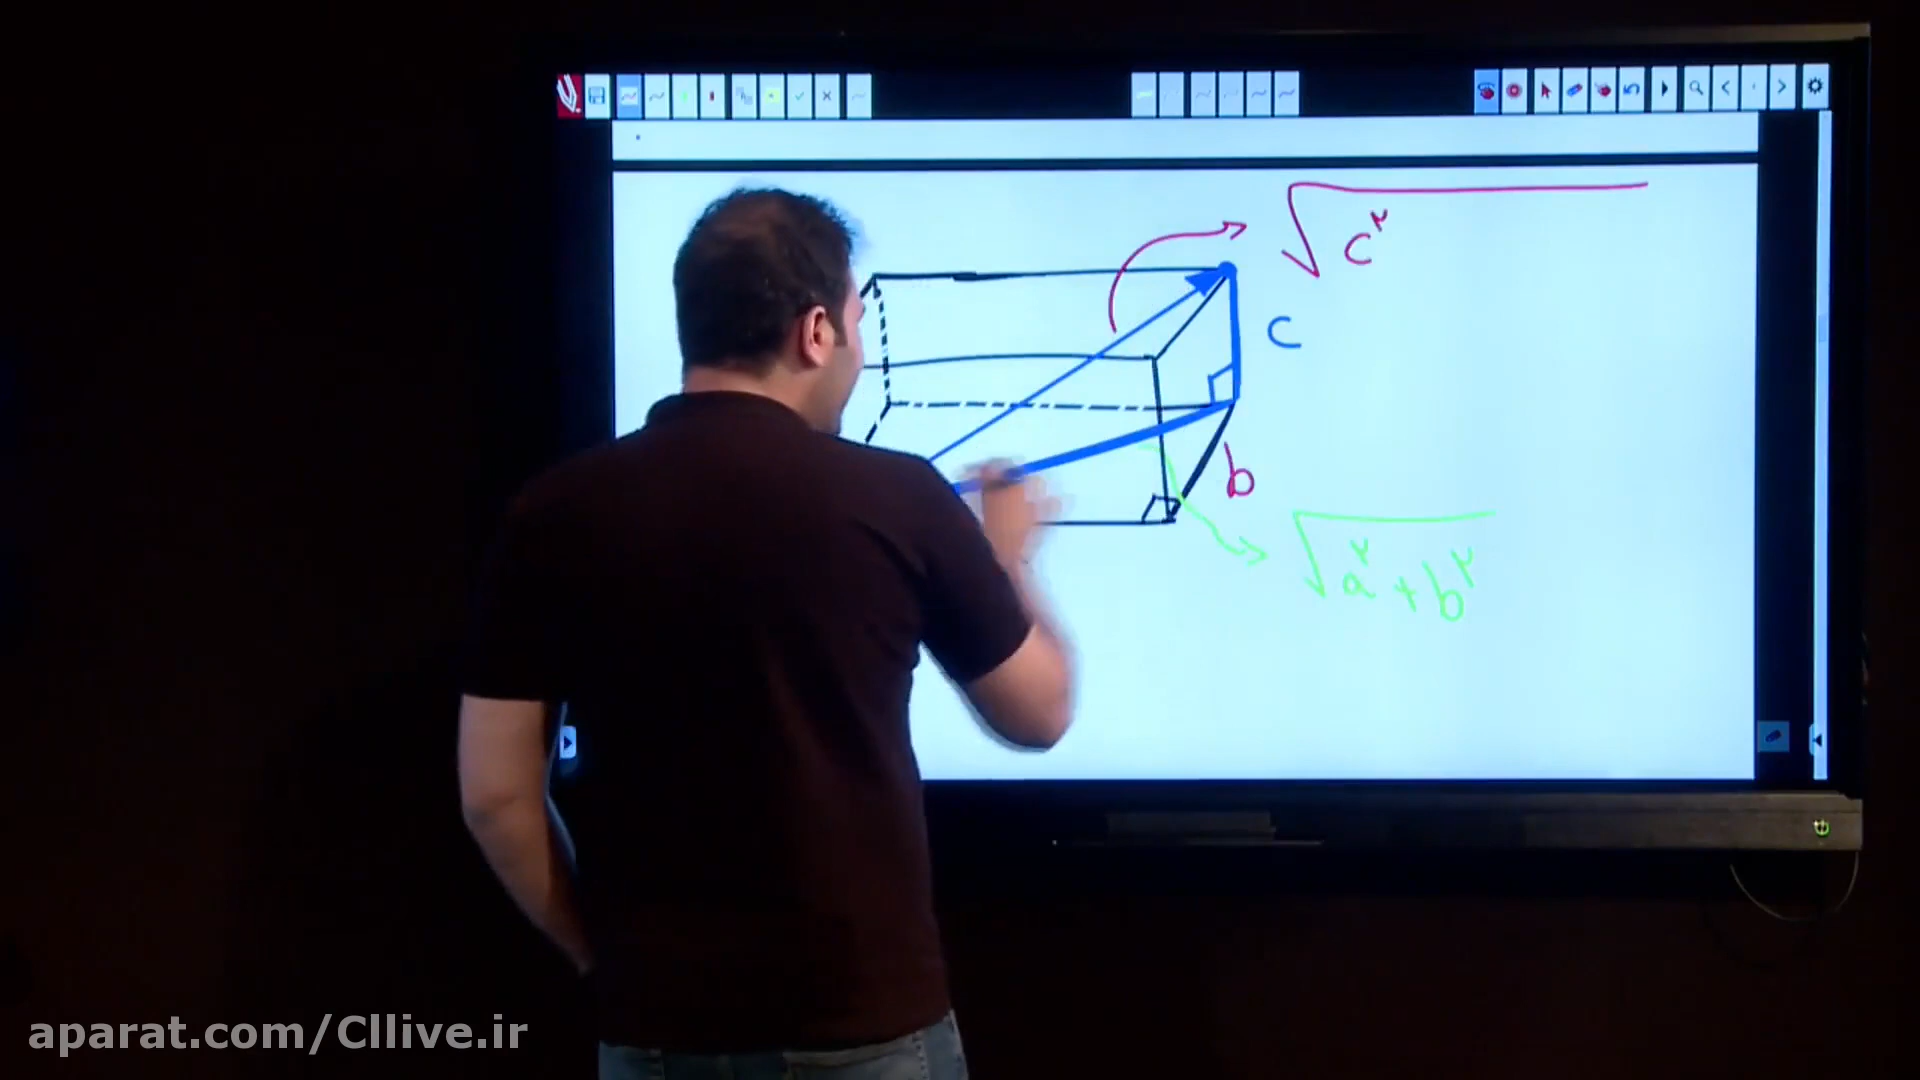 √c۲
c
b
√a۲+b۲
aparat.com/Cllive.ir